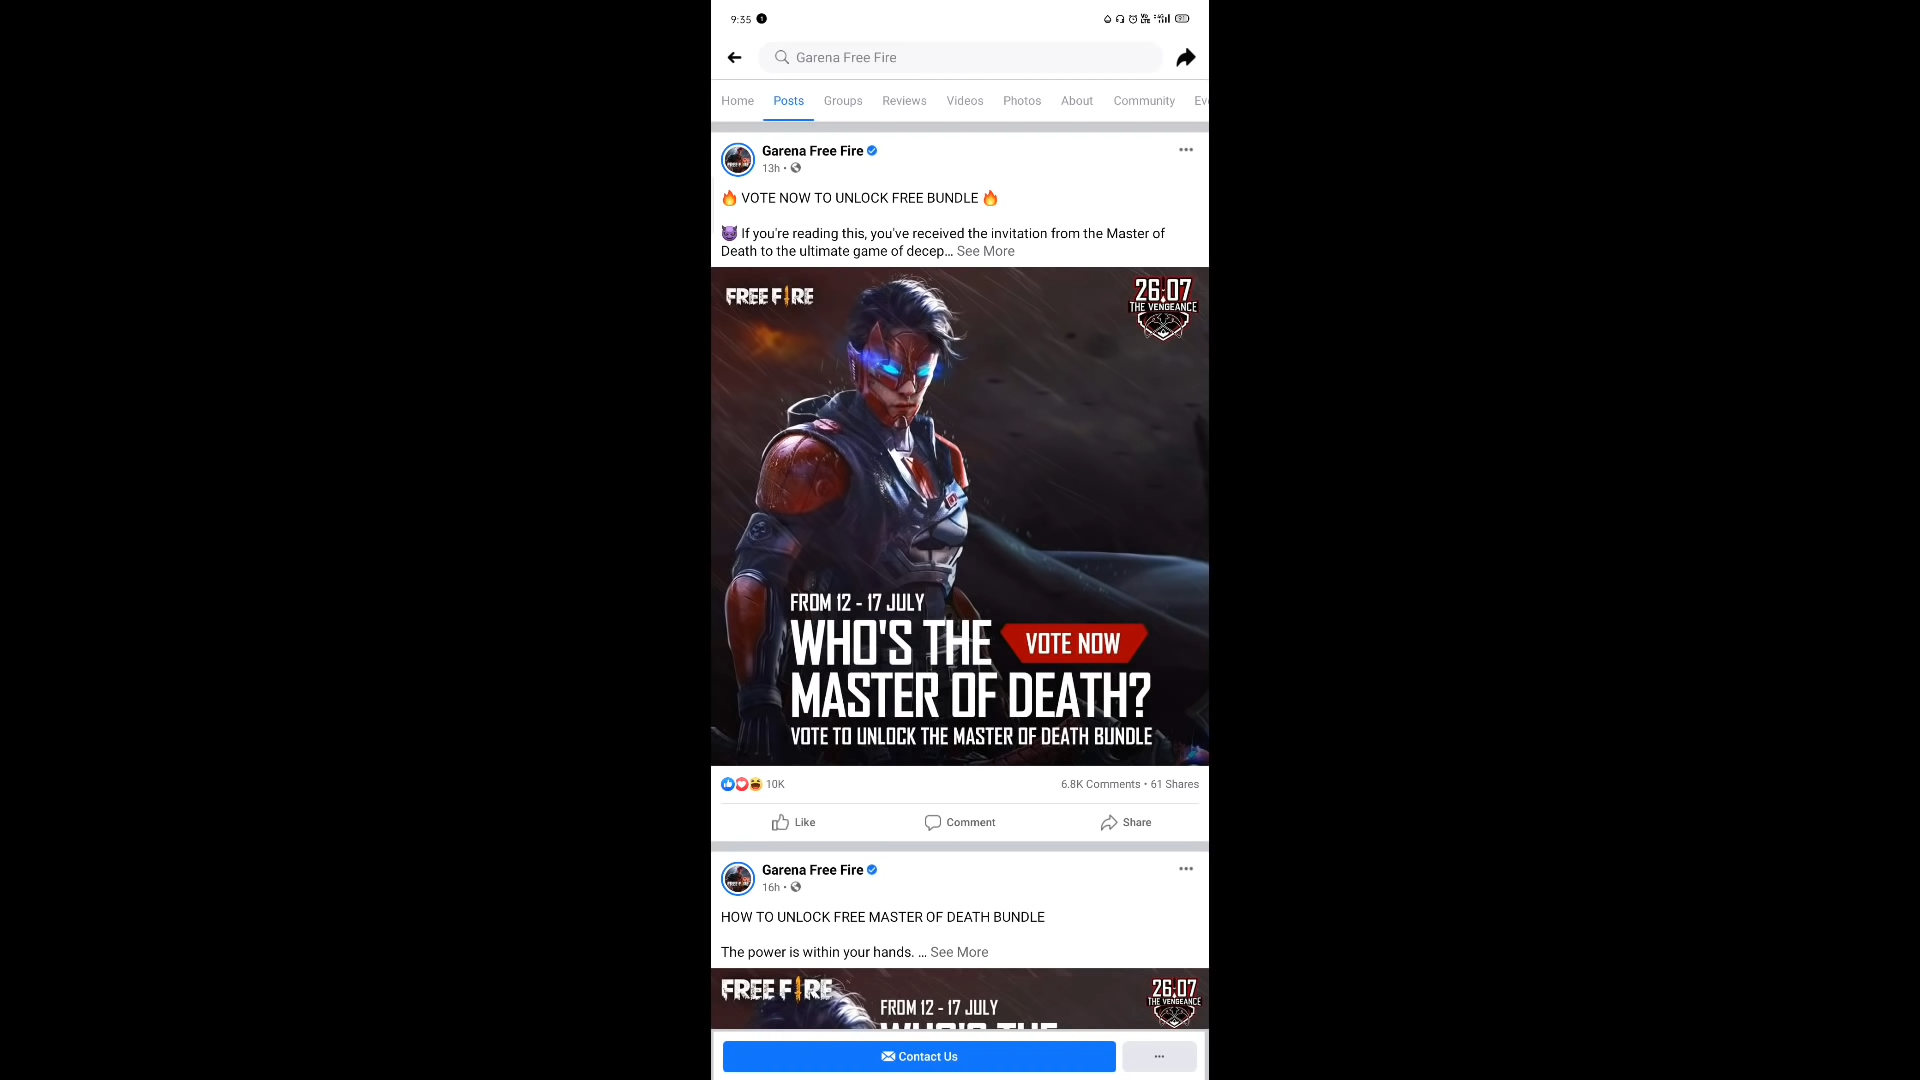 9:35
Garena Free Fire
Home Posts Groups Reviews Videos Photos About Community Eve
Garena Free Fire
13h
🔥 VOTE NOW TO UNLOCK FREE BUNDLE 🔥
😈 If you're reading this, you've received the invitation from the Master of
Death to the ultimate game of decep... See More
FREE FIRE
26.07
THE VENGEANCE
FROM 12 - 17 JULY
WHO'S THE VOTE NOW
MASTER OF DEATH?
VOTE TO UNLOCK THE MASTER OF DEATH BUNDLE
10K 6.8K Comments • 61 Shares
Like Comment Share
Garena Free Fire
16h
HOW TO UNLOCK FREE MASTER OF DEATH BUNDLE
The power is within your hands. ... See More
FREE FIRE
26.07
THE VENGEANCE
FROM 12 - 17 JULY
WHO'S THE
Contact Us